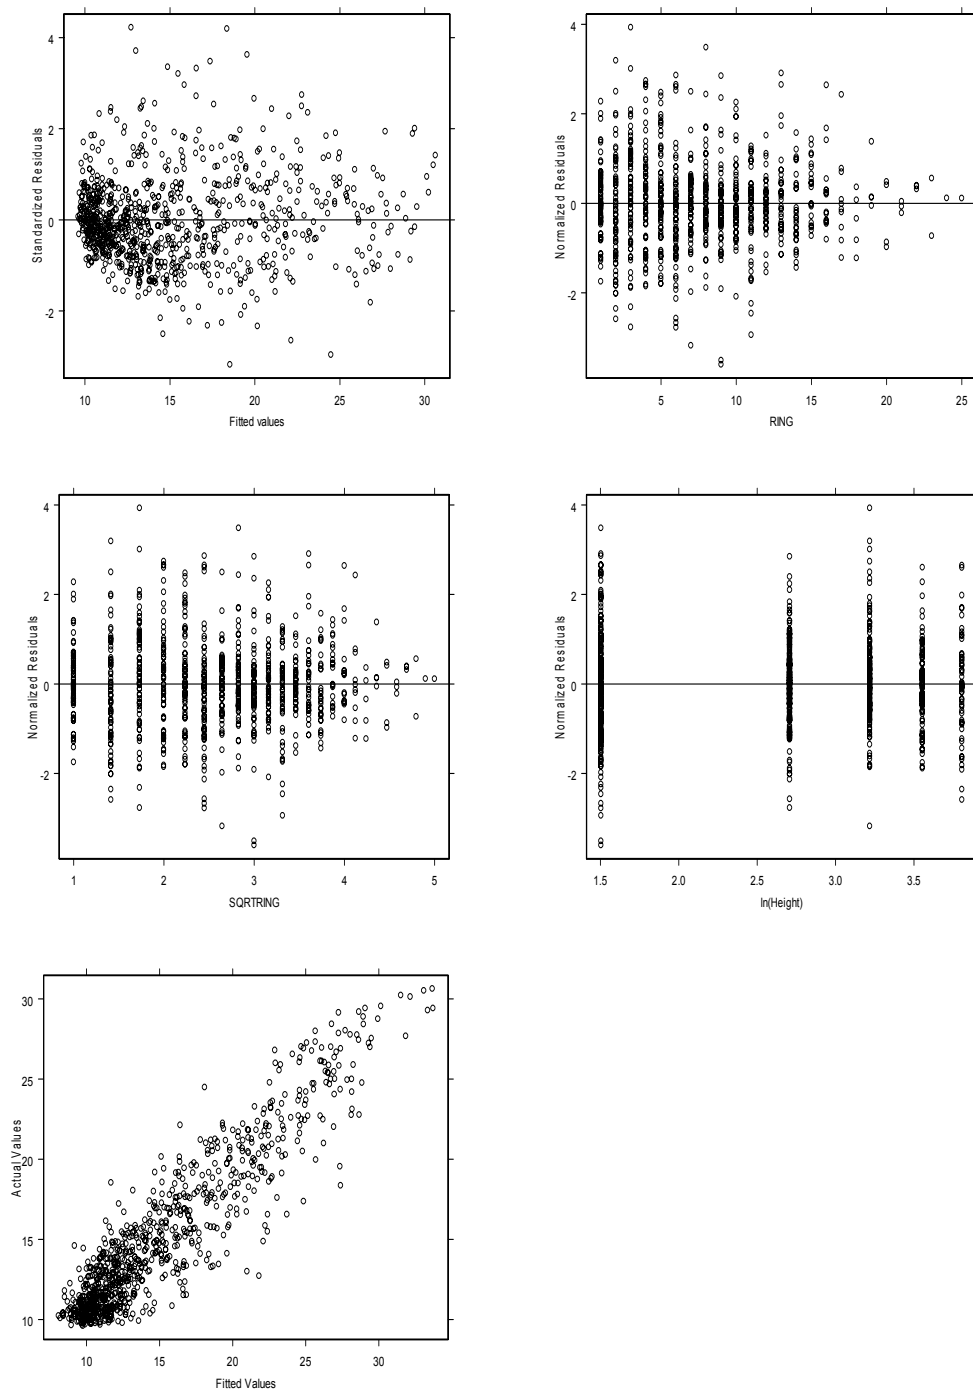 4
2
0
-2
Standardized Residuals
10 15 20 25 30
Fitted values
4
2
0
-2
Normalized Residuals
5 10 15 20 25
RING
4
2
0
-2
Normalized Residuals
1 2 3 4 5
SQRTRING
4
2
0
-2
Normalized Residuals
1.5 2.0 2.5 3.0 3.5
ln(Height)
30
25
20
15
10
Actual Values
10 15 20 25 30
Fitted Values